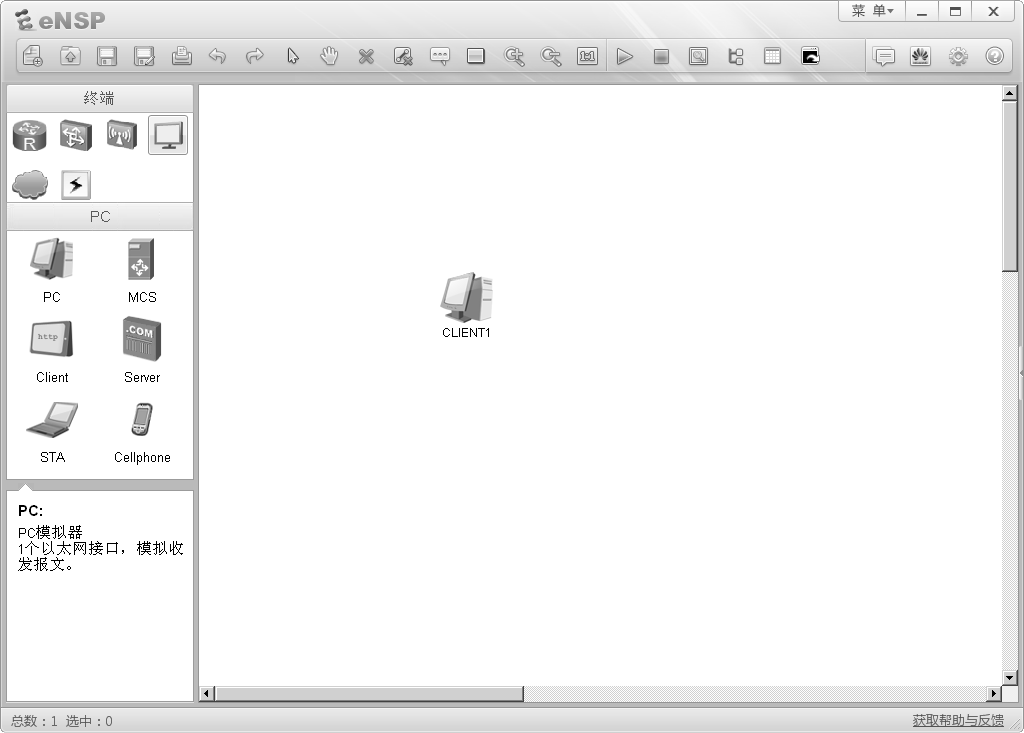 eNSP
菜 单
终端
R
PC
PC
MCS
http
.COM
Client
Server
STA
Cellphone
PC:
PC模拟器
1个以太网接口，模拟收
发报文。
CLIENT1
总数：1 选中：0
获取帮助与反馈